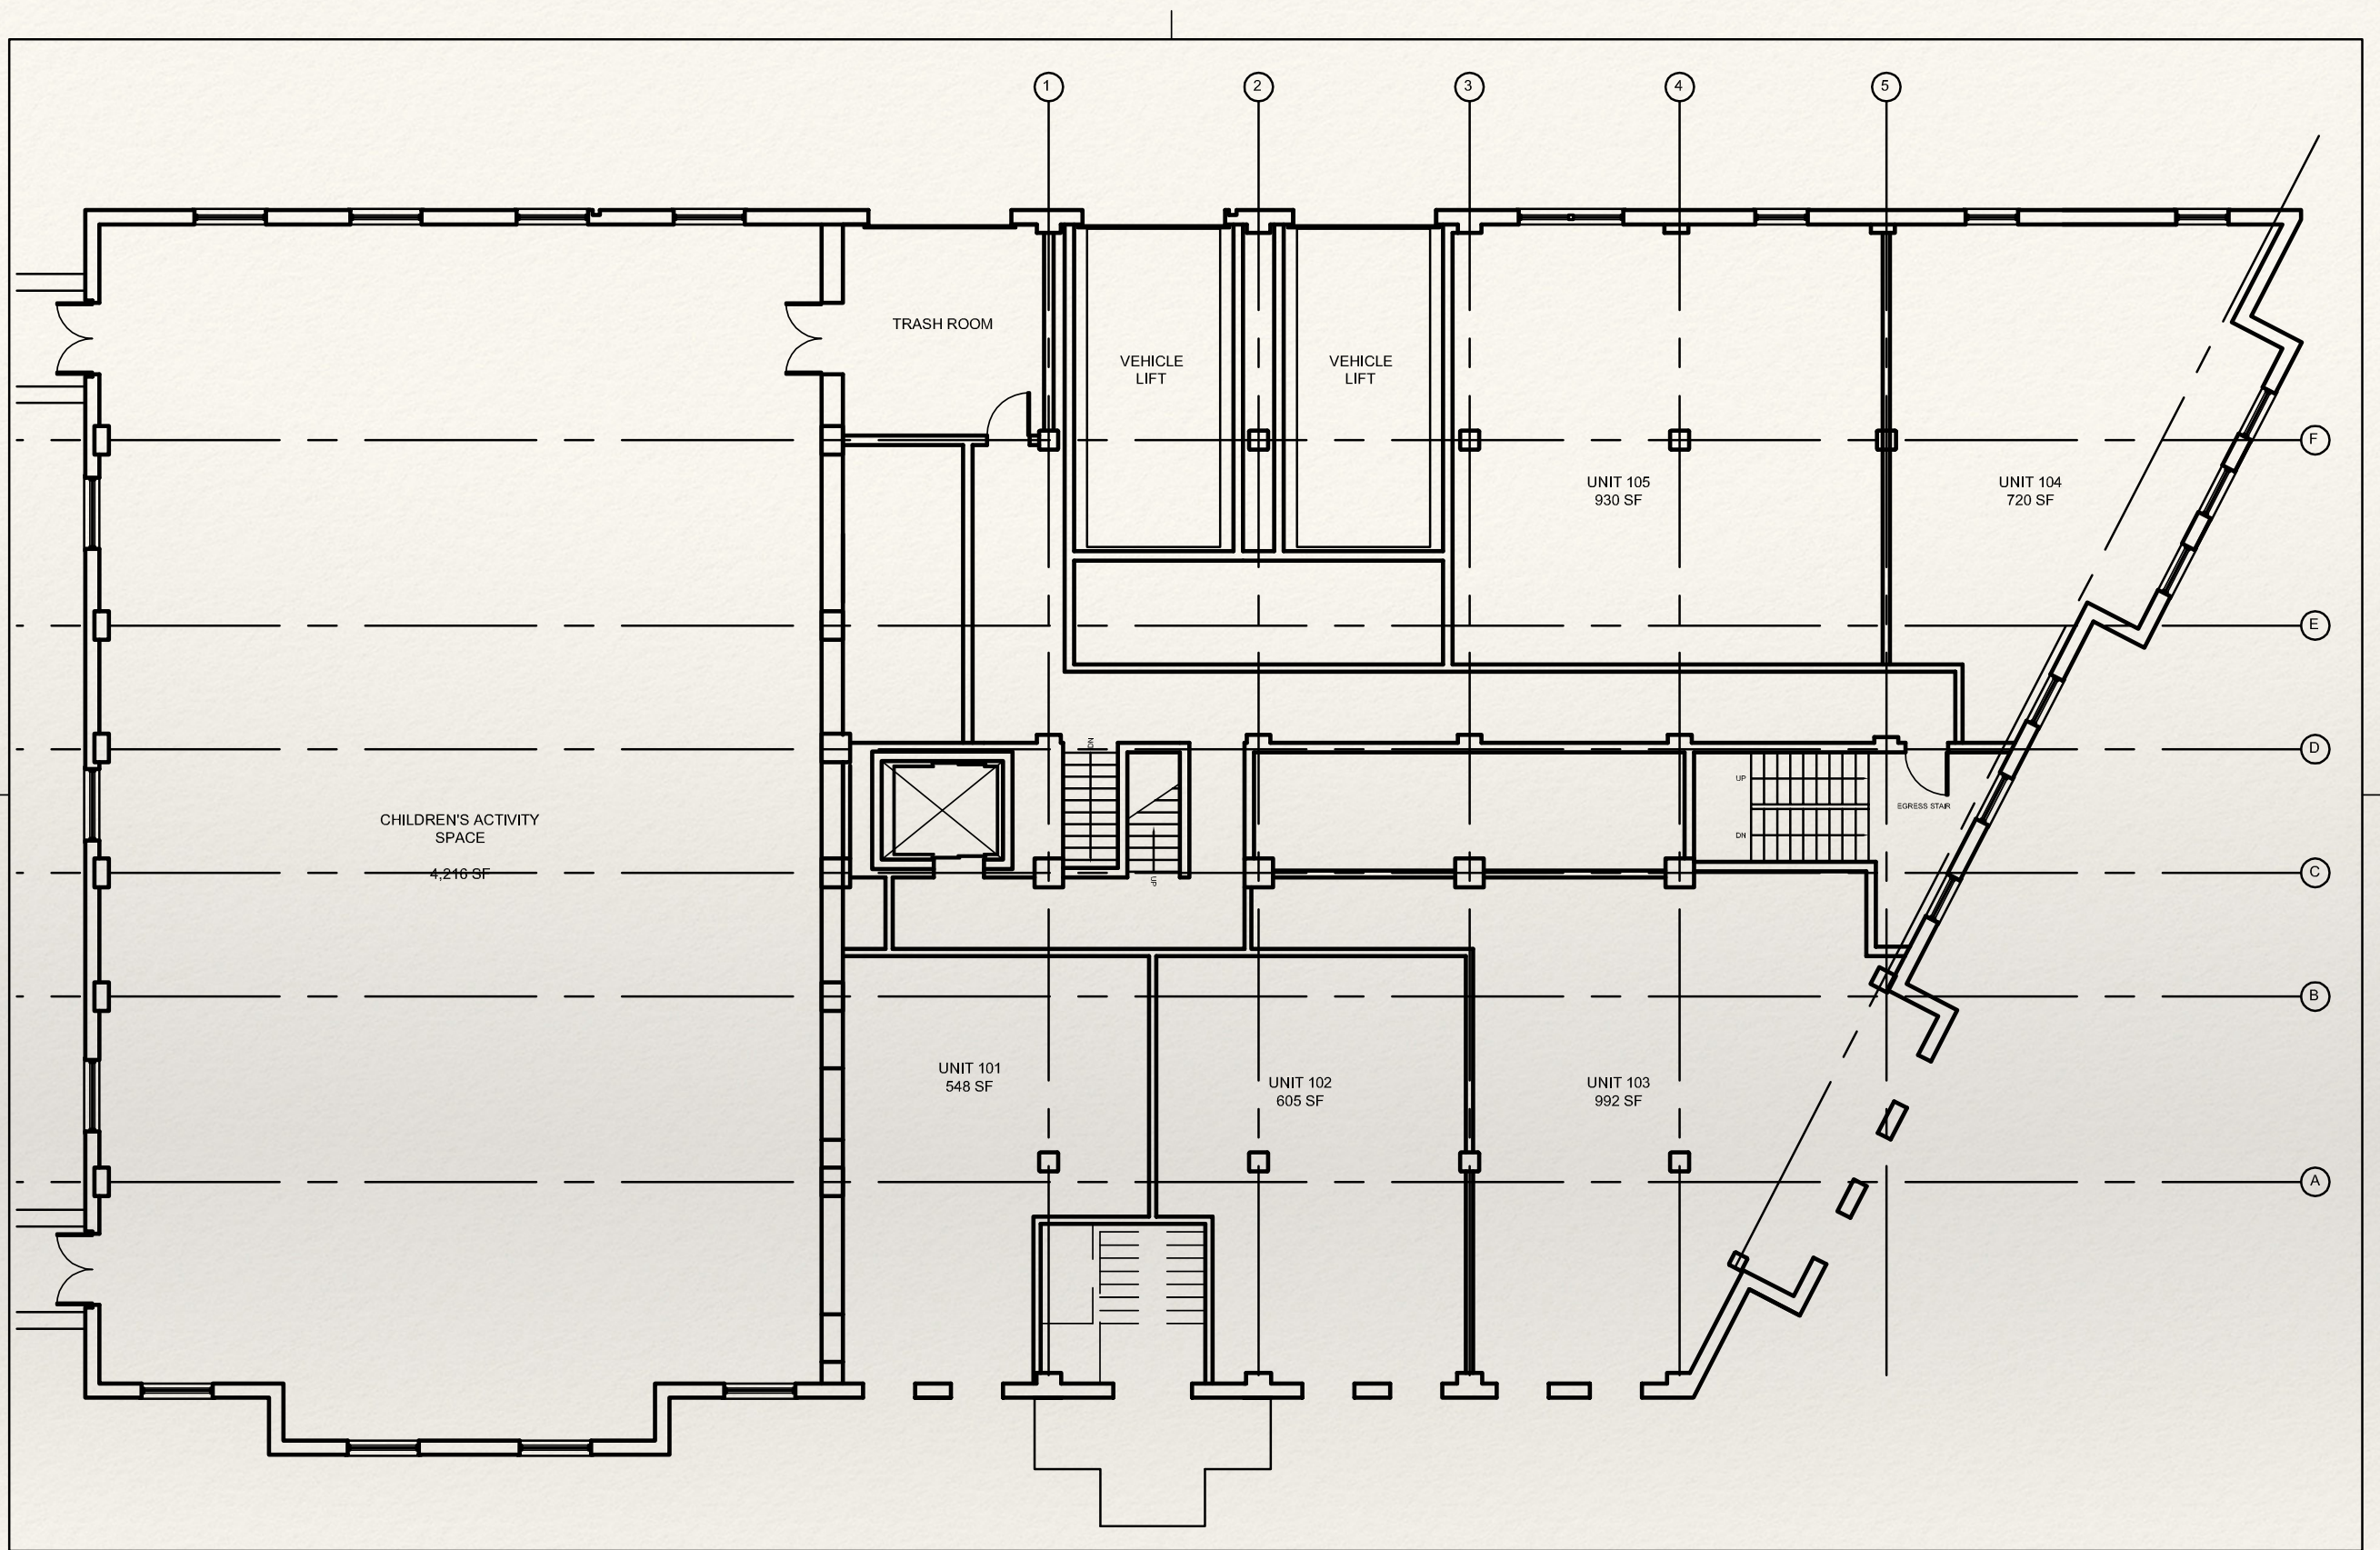 1
2
3
4
5
TRASH ROOM
VEHICLE
LIFT
VEHICLE
LIFT
F
UNIT 105
930 SF
UNIT 104
720 SF
E
DN
D
UP
EGRESS STAIR
CHILDREN'S ACTIVITY
SPACE
4,216 SF
DN
C
UP
B
UNIT 101
548 SF
UNIT 102
605 SF
UNIT 103
992 SF
A